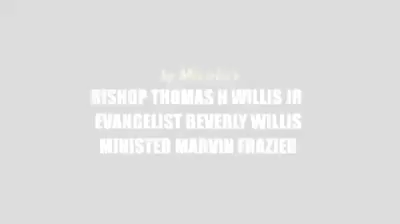 BISHOP THOMAS H WILLIS JR
EVANGELIST BEVERLY WILLIS
MINISTER MARVIN FRAZIER